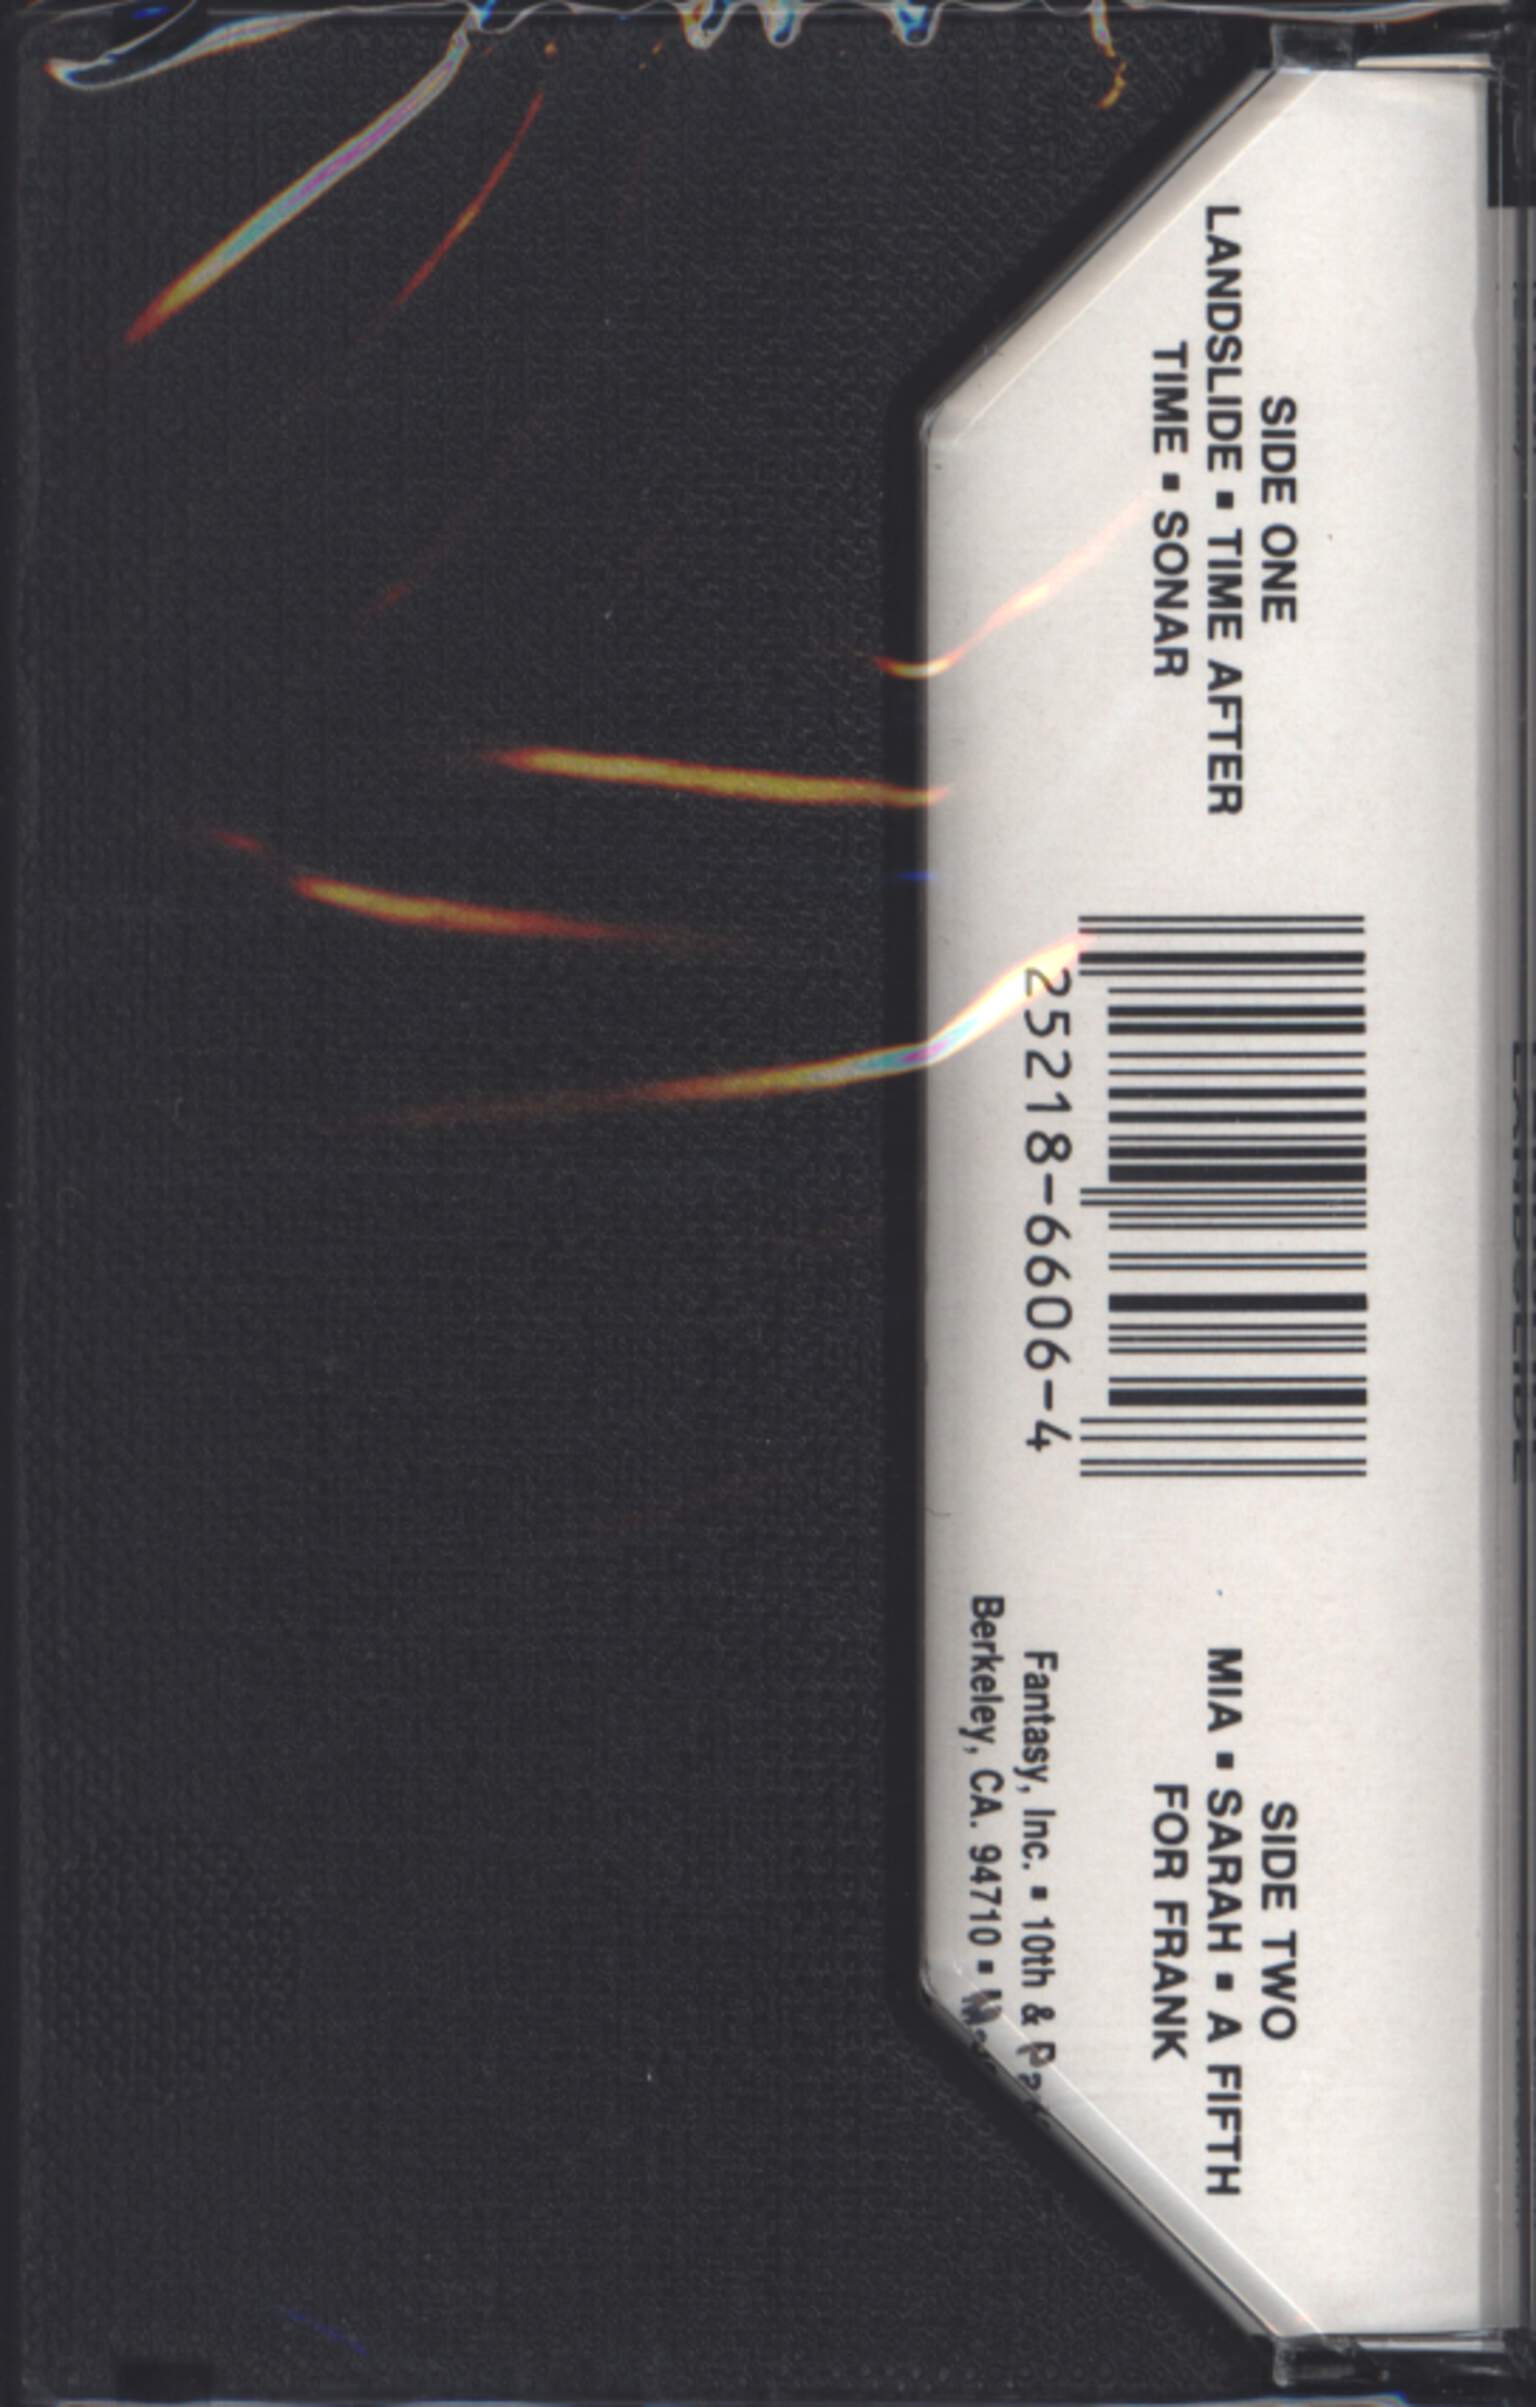 SIDE ONE
LANDSLIDE ▪ TIME AFTER
TIME ▪ SONAR
25218-6606-4
SIDE TWO
MIA ▪ SARAH ▪ A FIFTH
FOR FRANK
Fantasy, Inc. ▪ 10th &
Berkeley, CA. 94710 ▪